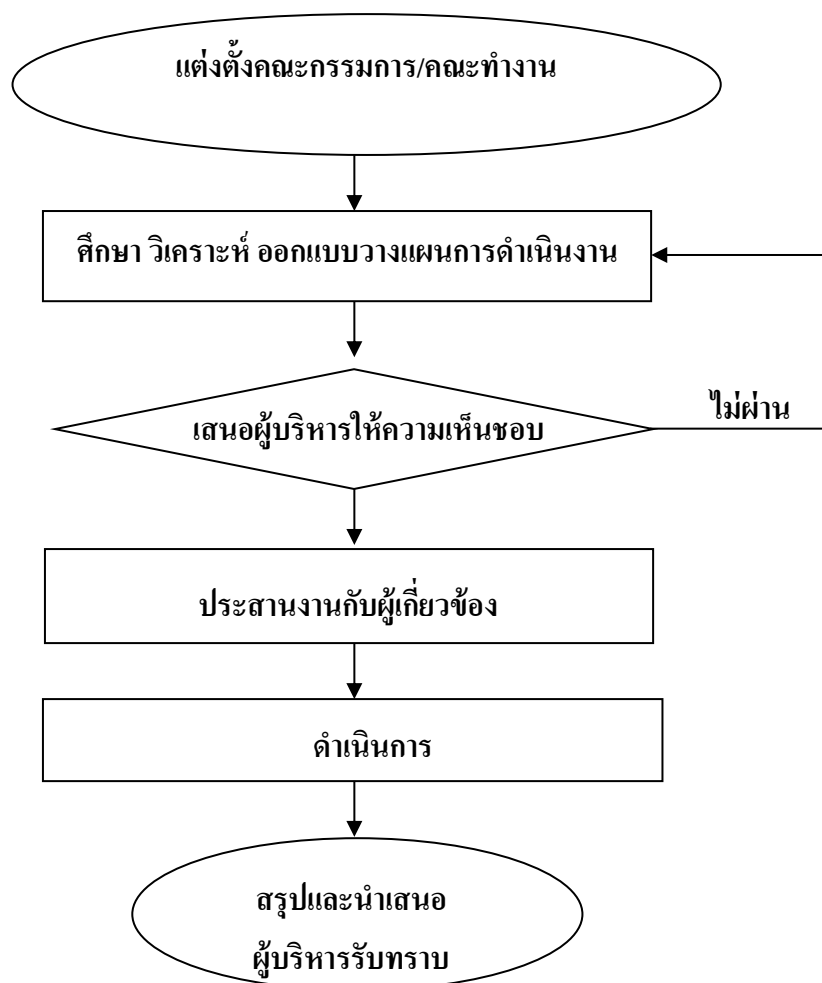 แต่งตั้งคณะกรรมการ/คณะทำงาน
ศึกษา วิเคราะห์ ออกแบบวางแผนการดำเนินงาน
เสนอผู้บริหารให้ความเห็นชอบ
ไม่ผ่าน
ประสานงานกับผู้เกี่ยวข้อง
ดำเนินการ
สรุปและนำเสนอ
ผู้บริหารรับทราบ